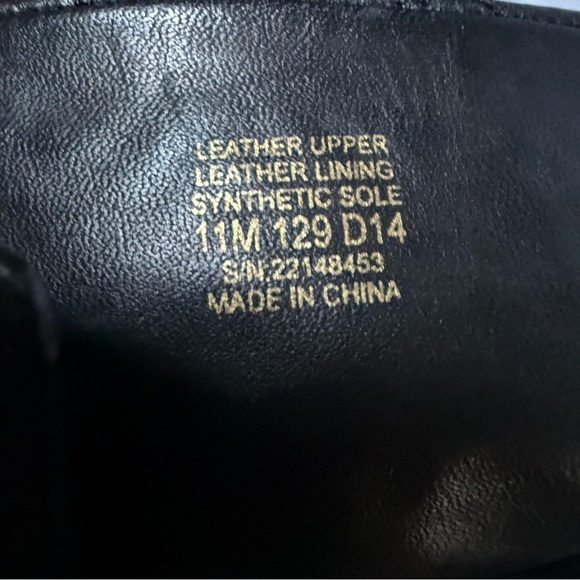 LEATHER UPPER
LEATHER LINING
SYNTHETIC SOLE
11M 129 D14
S/N:22148453
MADE IN CHINA